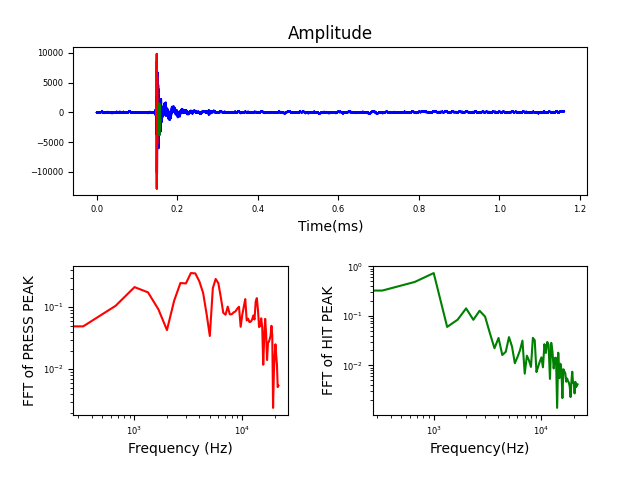 Amplitude
10000
5000
0
−5000
−10000
0.0 0.2 0.4 0.6 0.8 1.0 1.2
Time(ms)
FFT of PRESS PEAK
10⁻¹
10⁻²
10³ 10⁴
Frequency (Hz)
FFT of HIT PEAK
10⁰
10⁻¹
10⁻²
10³ 10⁴
Frequency(Hz)